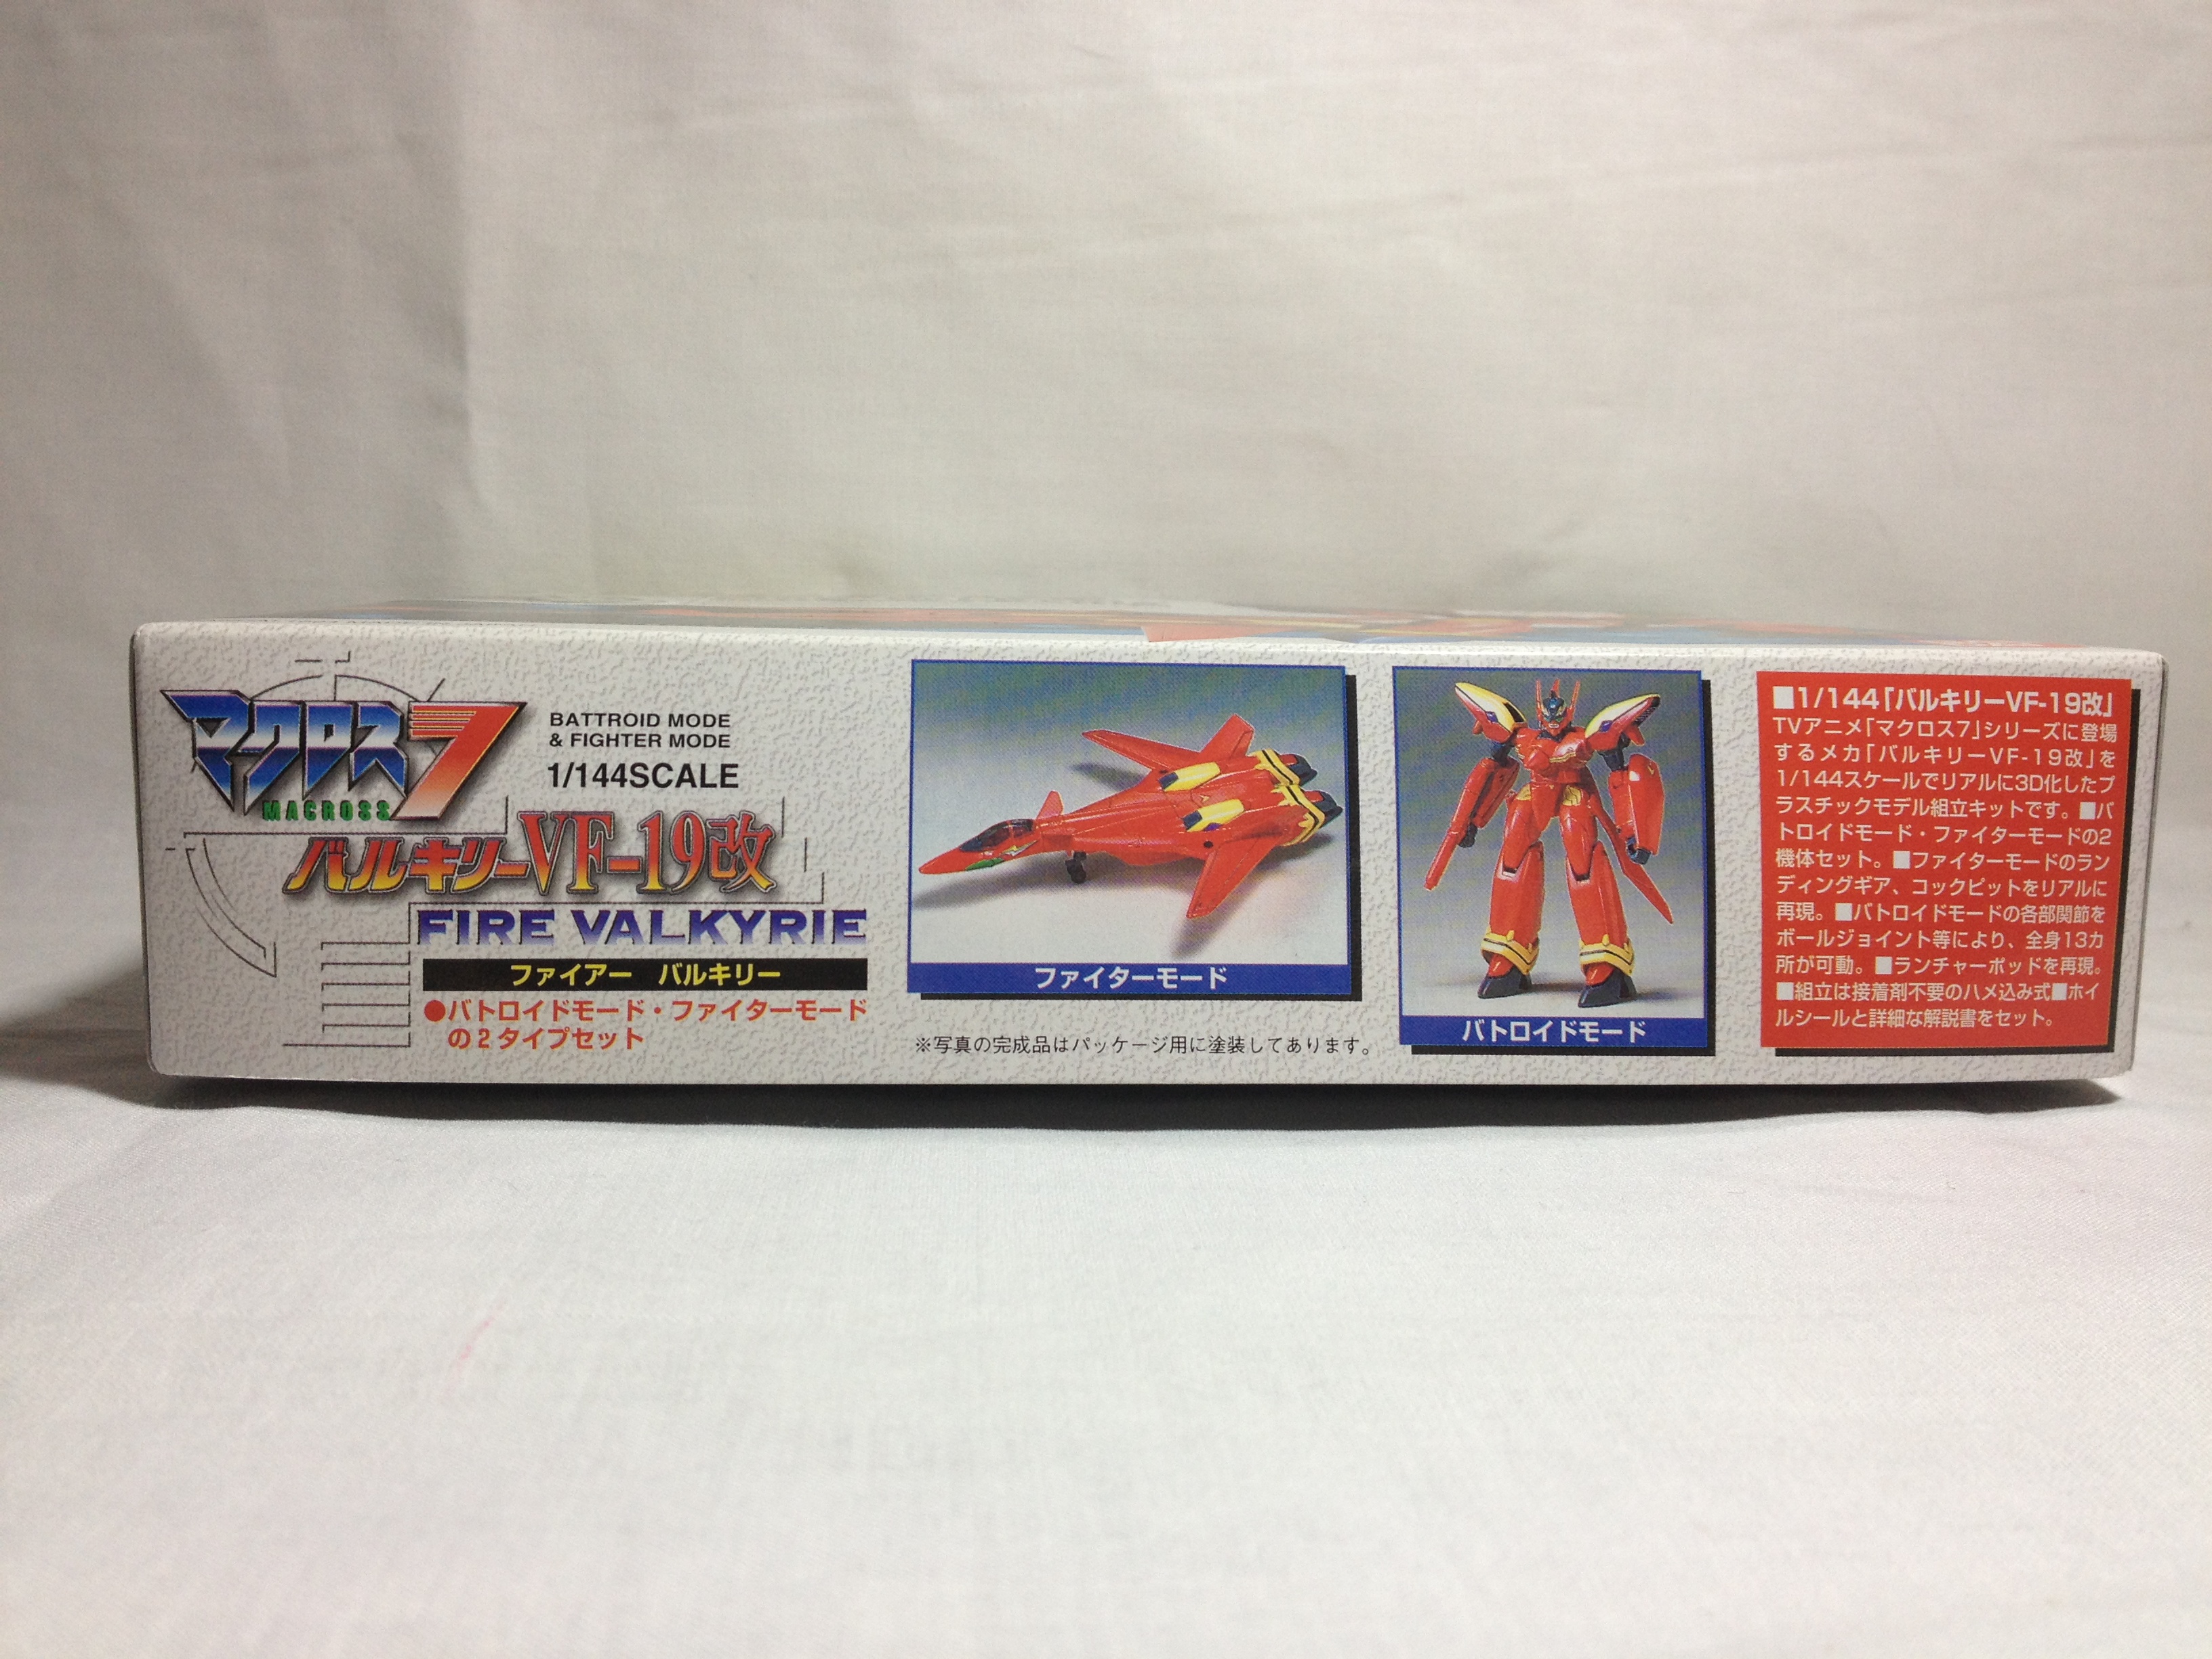 マクロス7
MACROSS
BATTROID MODE
& FIGHTER MODE
1/144SCALE
バルキリーVF-19改
FIRE VALKYRIE
ファイアー バルキリー
●バトロイドモード・ファイターモード
の2タイプセット
ファイターモード
※写真の完成品はパッケージ用に塗装してあります。
バトロイドモード
■1/144「バルキリーVF-19改」
TVアニメ「マクロス7」シリーズに登場
するメカ「バルキリーVF-19改」を
1/144スケールでリアルに3D化したプ
ラスチックモデル組立キットです。■バ
トロイドモード・ファイターモードの2
機体セット。■ファイターモードのラン
ディングギア、コックピットをリアルに
再現。■バトロイドモードの各部関節を
ボールジョイント等により、全身13カ
所が可動。■ランチャーポッドを再現。
■組立は接着剤不要のハメ込み式■ホイ
ルシールと詳細な解説書をセット。